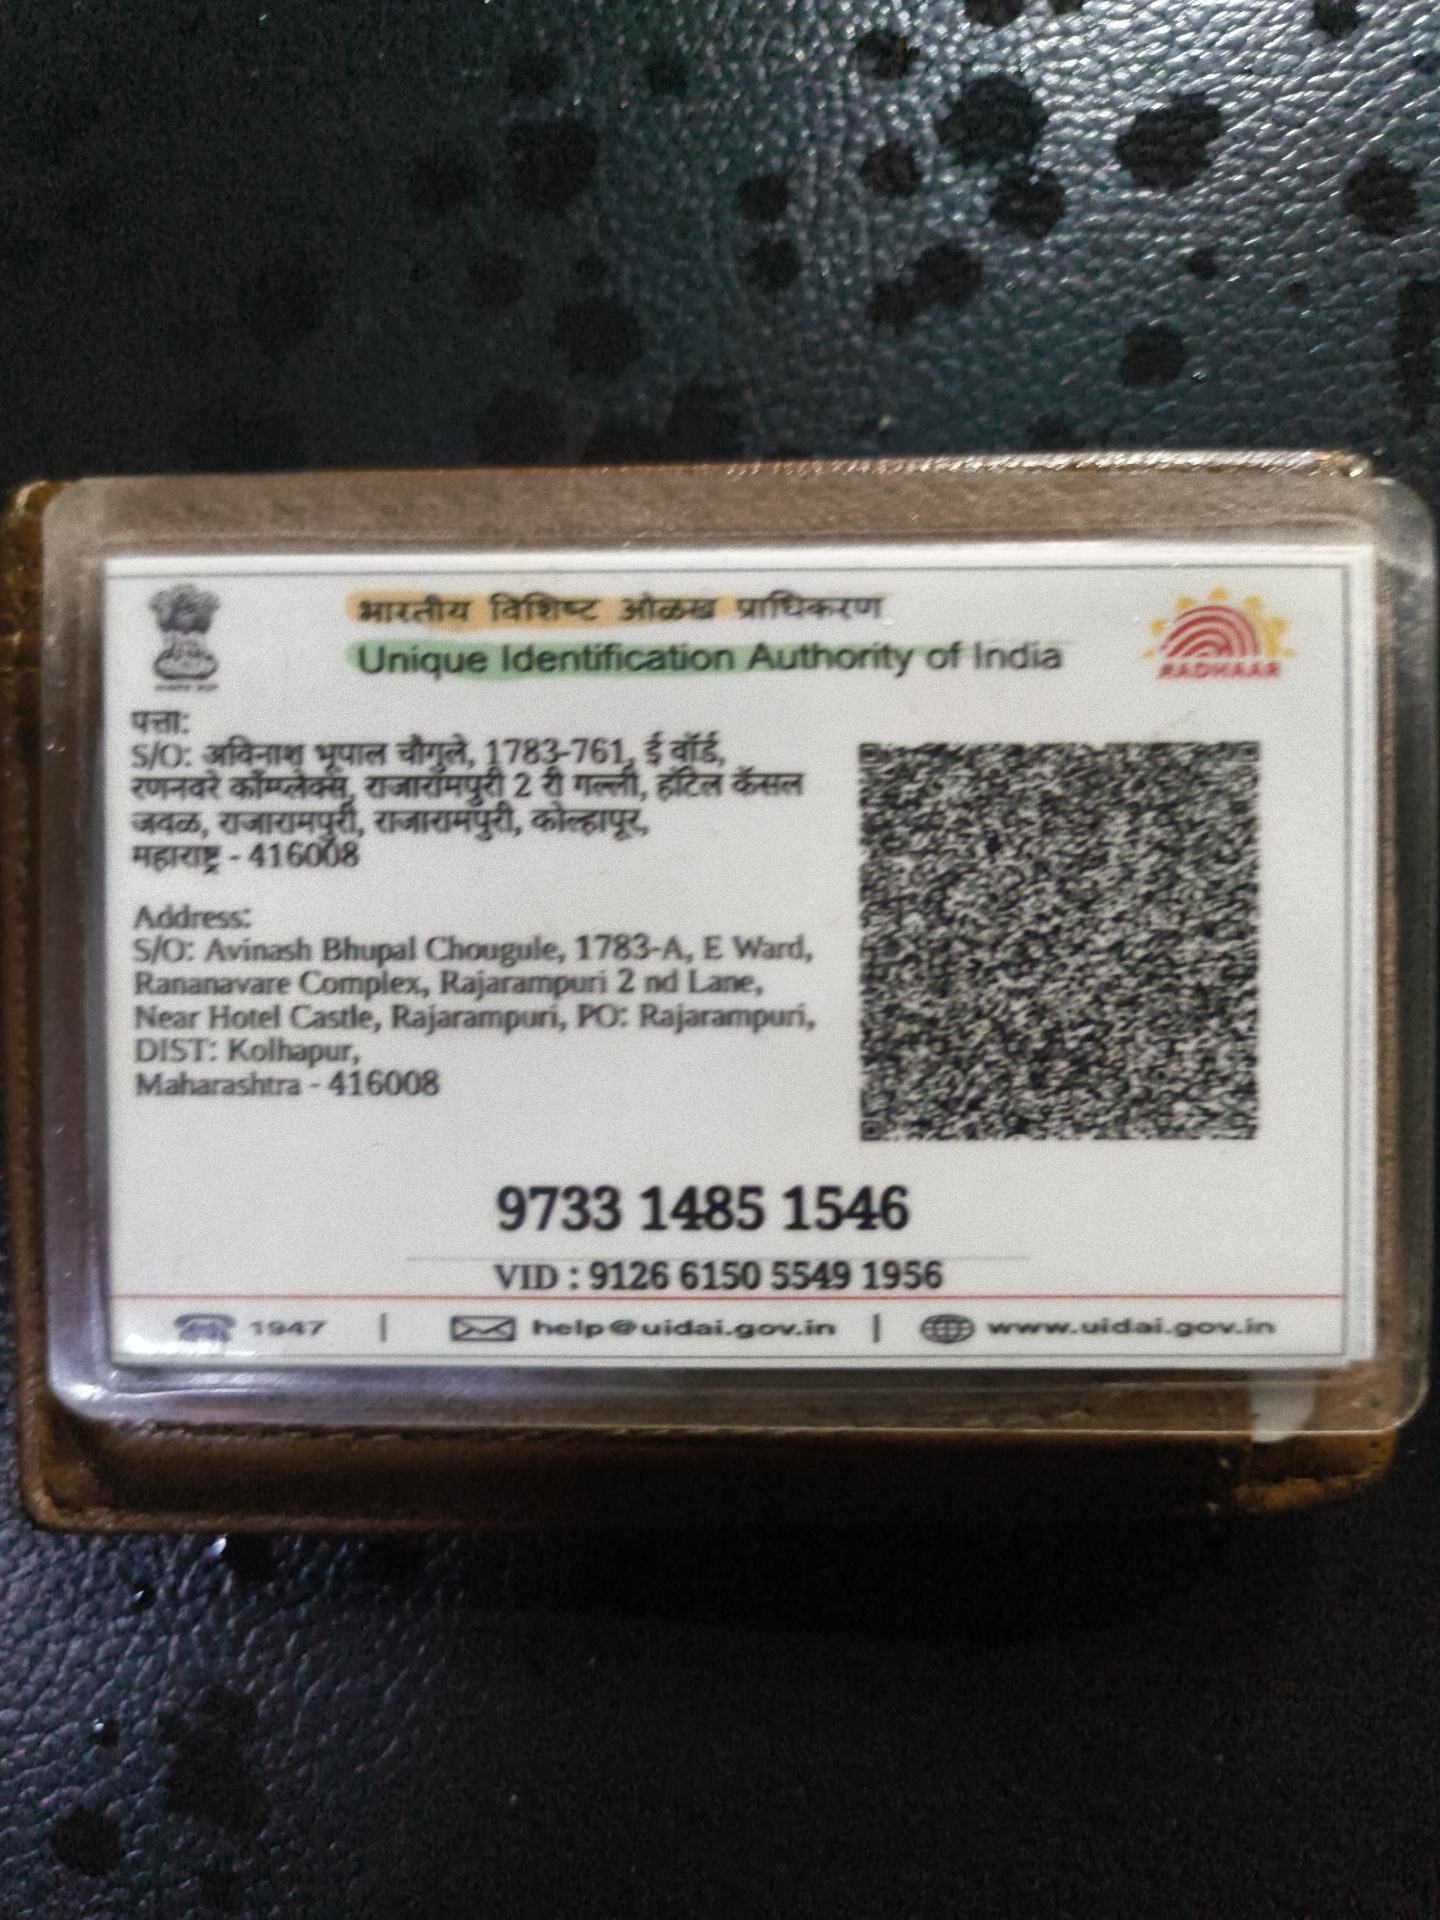 भारतीय विशिष्ट ओळख प्राधिकरण
Unique Identification Authority of India
AADHAAR
पत्ता:
S/O: अविनाश भूपाल चौगुले, 1783-761, ई वॉर्ड,
रणनवरे कॉम्प्लेक्स, राजारामपुरी 2 री गल्ली, हॉटेल कॅसल
जवळ, राजारामपुरी, राजारामपुरी, कोल्हापूर,
महाराष्ट्र - 416008
Address:
S/O: Avinash Bhupal Chougule, 1783-A, E Ward,
Rananavare Complex, Rajarampuri 2 nd Lane,
Near Hotel Castle, Rajarampuri, PO: Rajarampuri,
DIST: Kolhapur,
Maharashtra - 416008
9733 1485 1546
VID : 9126 6150 5549 1956
1947 | help@uidai.gov.in | www.uidai.gov.in